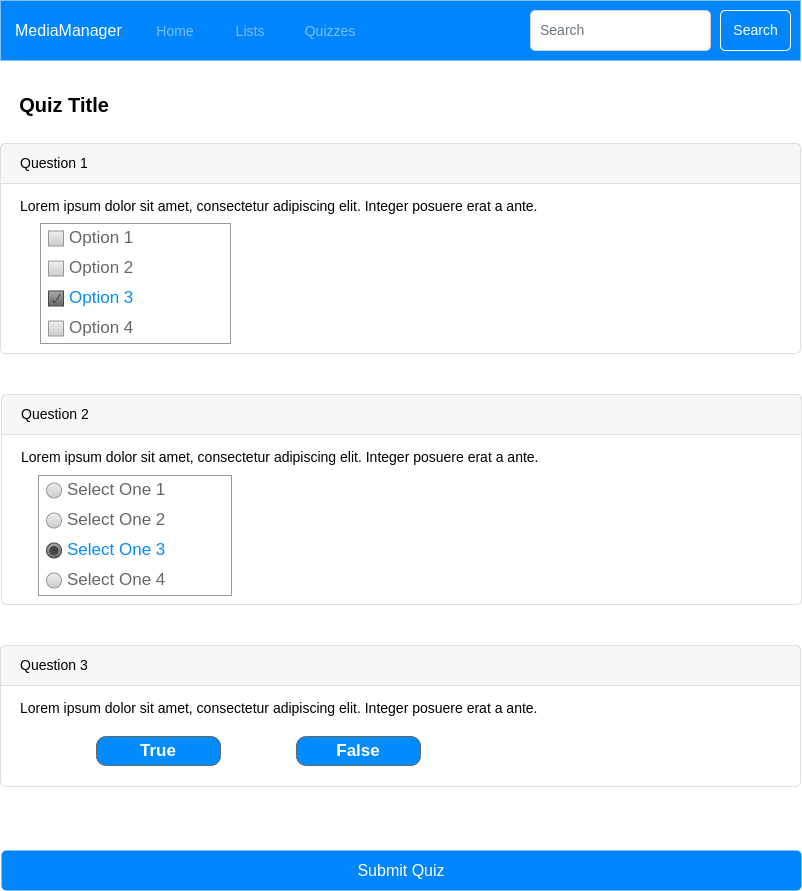 MediaManager Home Lists Quizzes Search Search
Quiz Title
Question 1
Lorem ipsum dolor sit amet, consectetur adipiscing elit. Integer posuere erat a ante.
Option 1
Option 2
Option 3
Option 4
Question 2
Lorem ipsum dolor sit amet, consectetur adipiscing elit. Integer posuere erat a ante.
Select One 1
Select One 2
Select One 3
Select One 4
Question 3
Lorem ipsum dolor sit amet, consectetur adipiscing elit. Integer posuere erat a ante.
True False
Submit Quiz